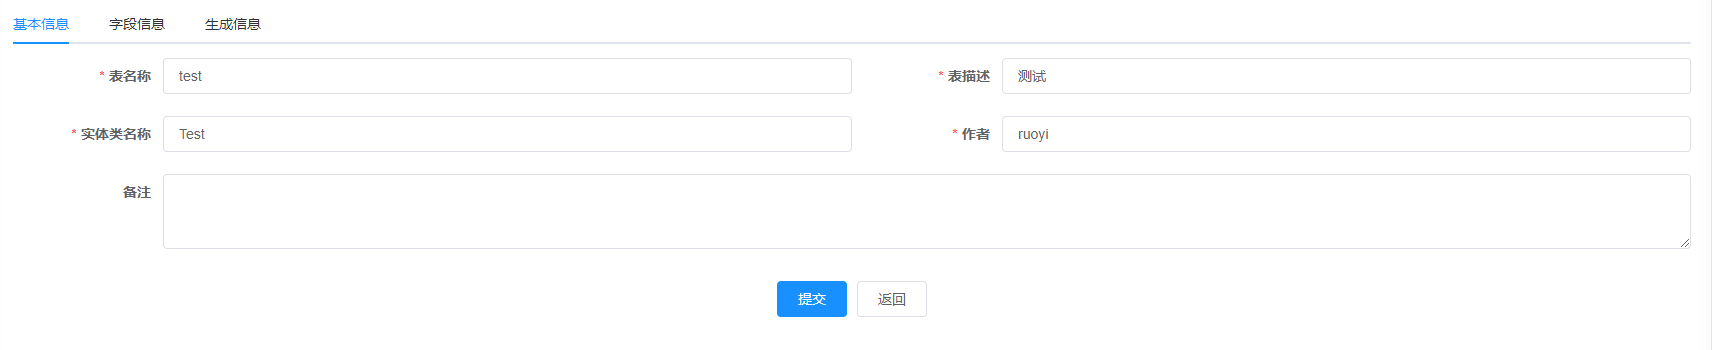 基本信息 字段信息 生成信息
* 表名称 test * 表描述 测试
* 实体类名称 Test * 作者 ruoyi
备注
提交 返回